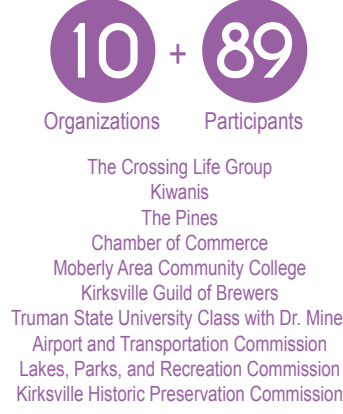 10 + 89
Organizations Participants
The Crossing Life Group
Kiwanis
The Pines
Chamber of Commerce
Moberly Area Community College
Kirksville Guild of Brewers
Truman State University Class with Dr. Mine
Airport and Transportation Commission
Lakes, Parks, and Recreation Commission
Kirksville Historic Preservation Commission